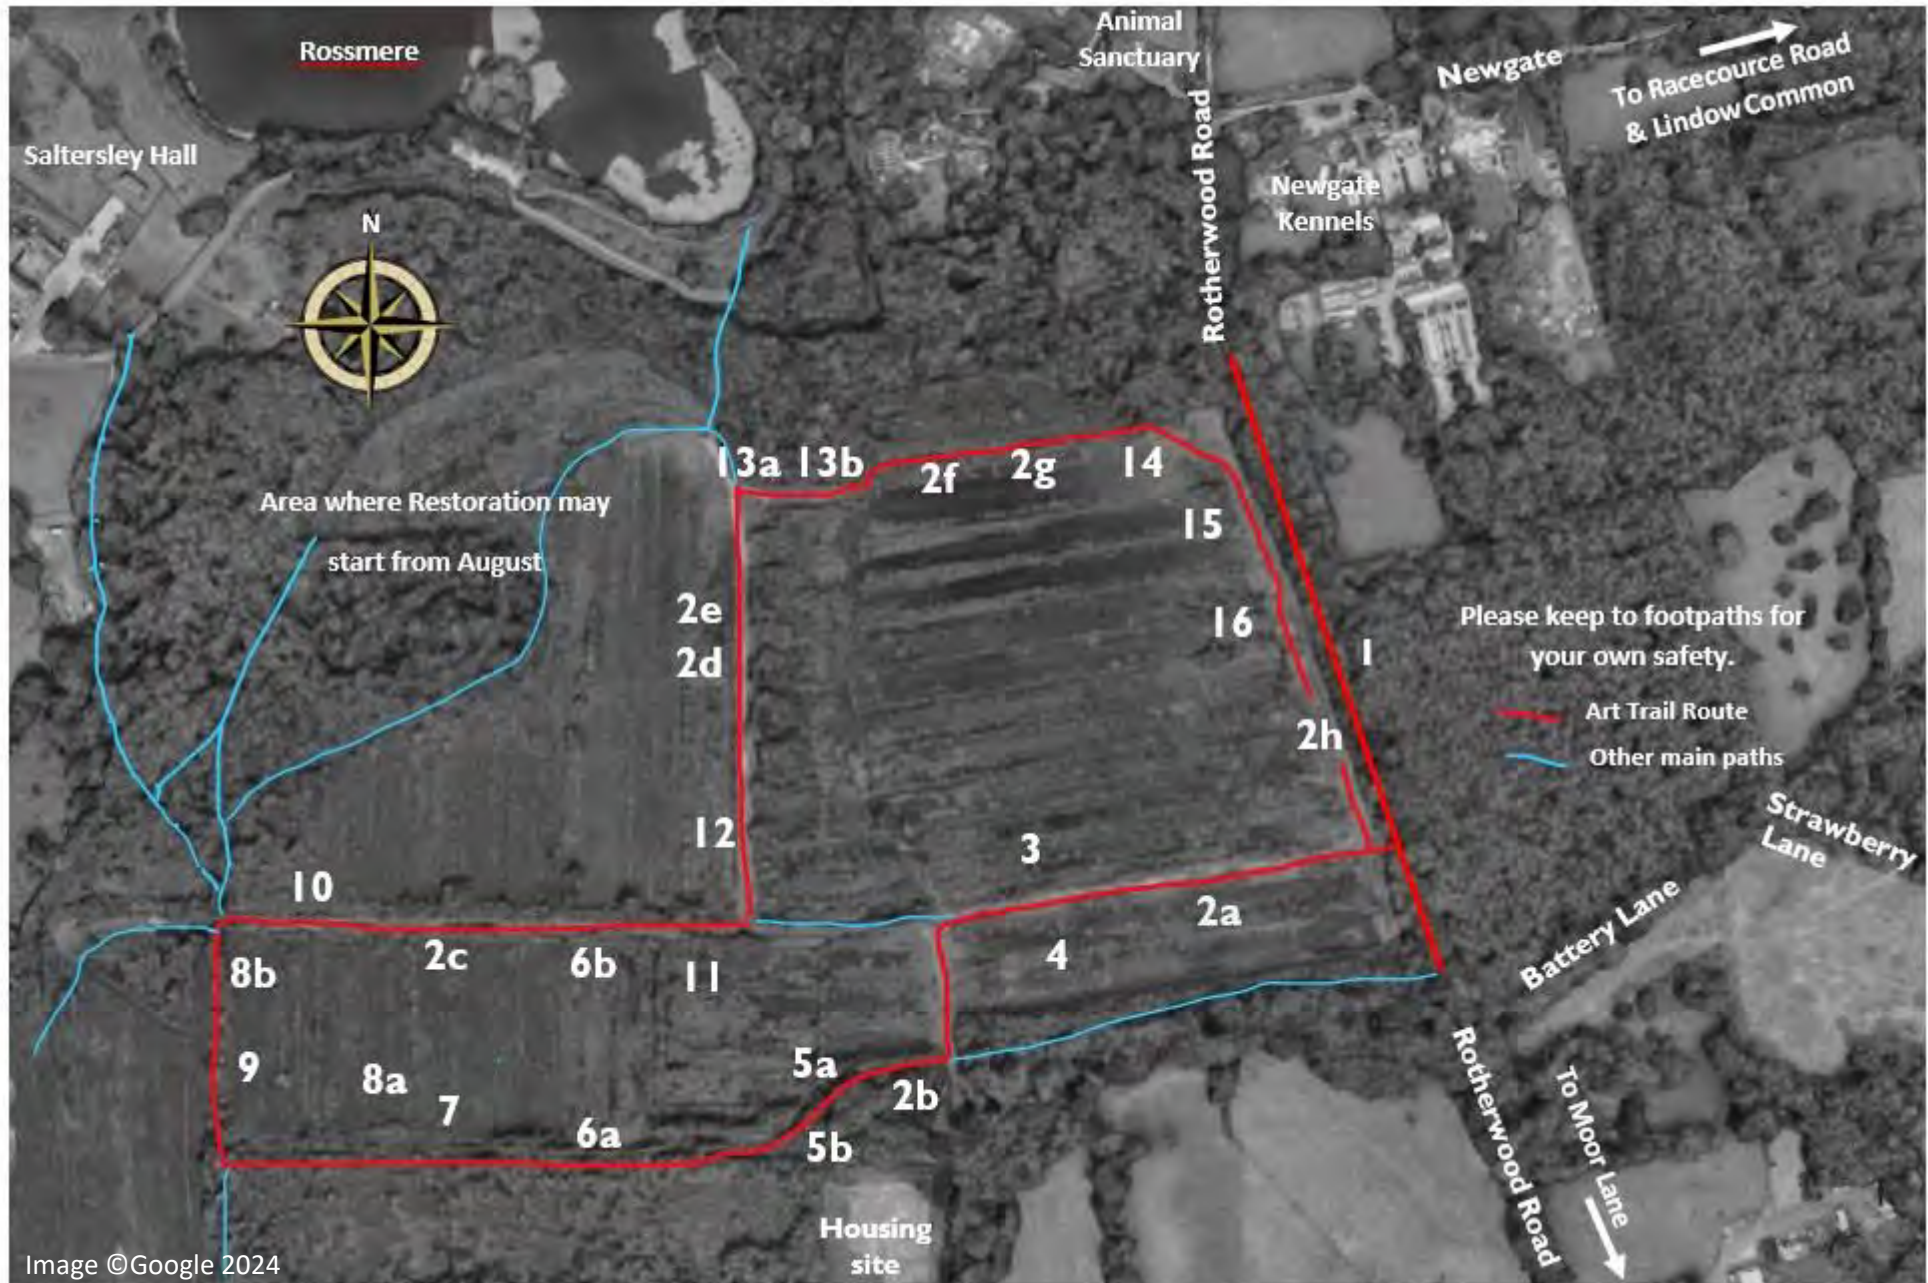 Rossmere
Animal
Sanctuary
Newgate
To Racecource Road
& Lindow Common
Saltersley Hall
Rotherwood Road
Newgate
Kennels
N
13a 13b
2f
2g
14
Area where Restoration may
start from August
15
2e
2d
16
1
Please keep to footpaths for
your own safety.
Art Trail Route
Other main paths
2h
12
3
Strawberry
Lane
10
2a
Battery Lane
8b
2c
6b
11
4
9
8a
7
6a
5a
2b
5b
Rotherwood Road
To Moor Lane
Housing
site
Image ©Google 2024